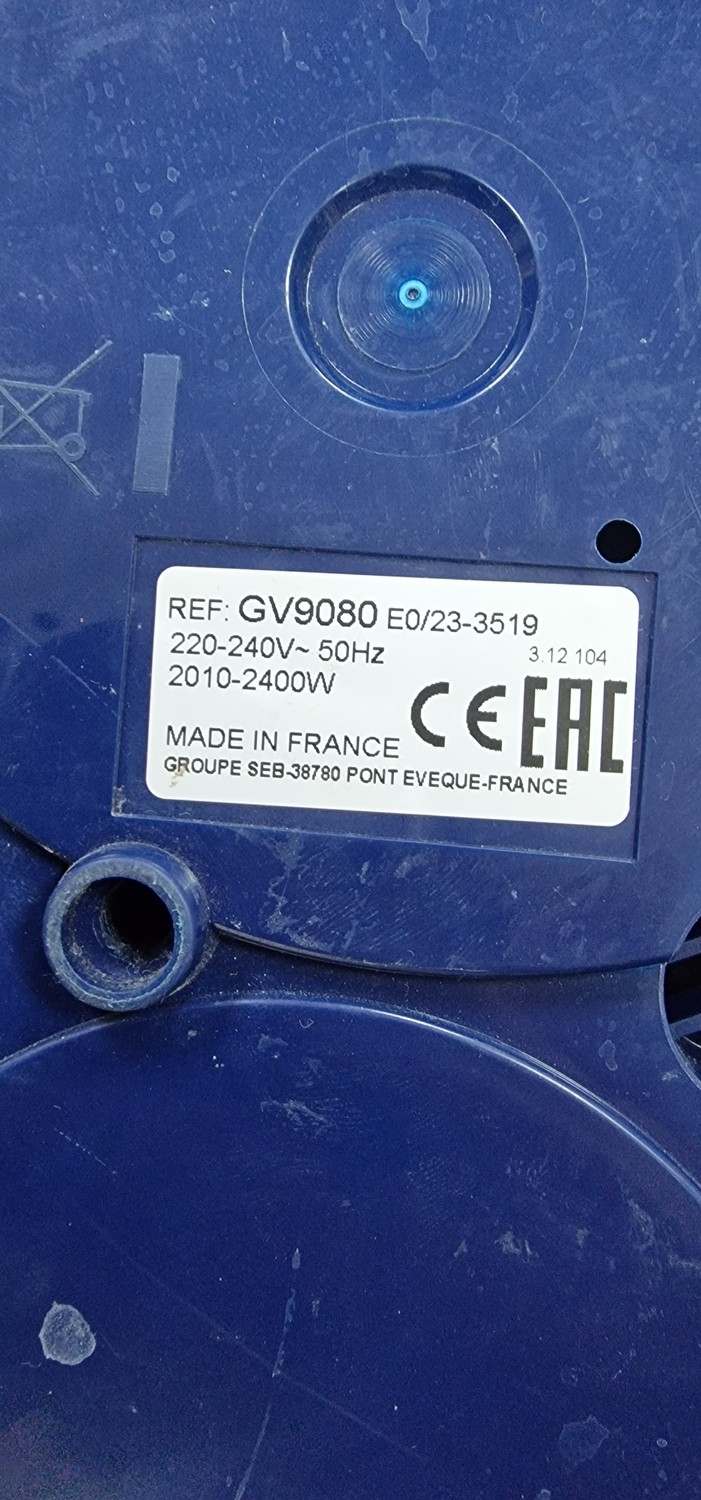 REF: GV9080 E0/23-3519
220-240V~ 50Hz
3.12 104
2010-2400W
CE EAC
MADE IN FRANCE
GROUPE SEB-38780 PONT EVEQUE-FRANCE